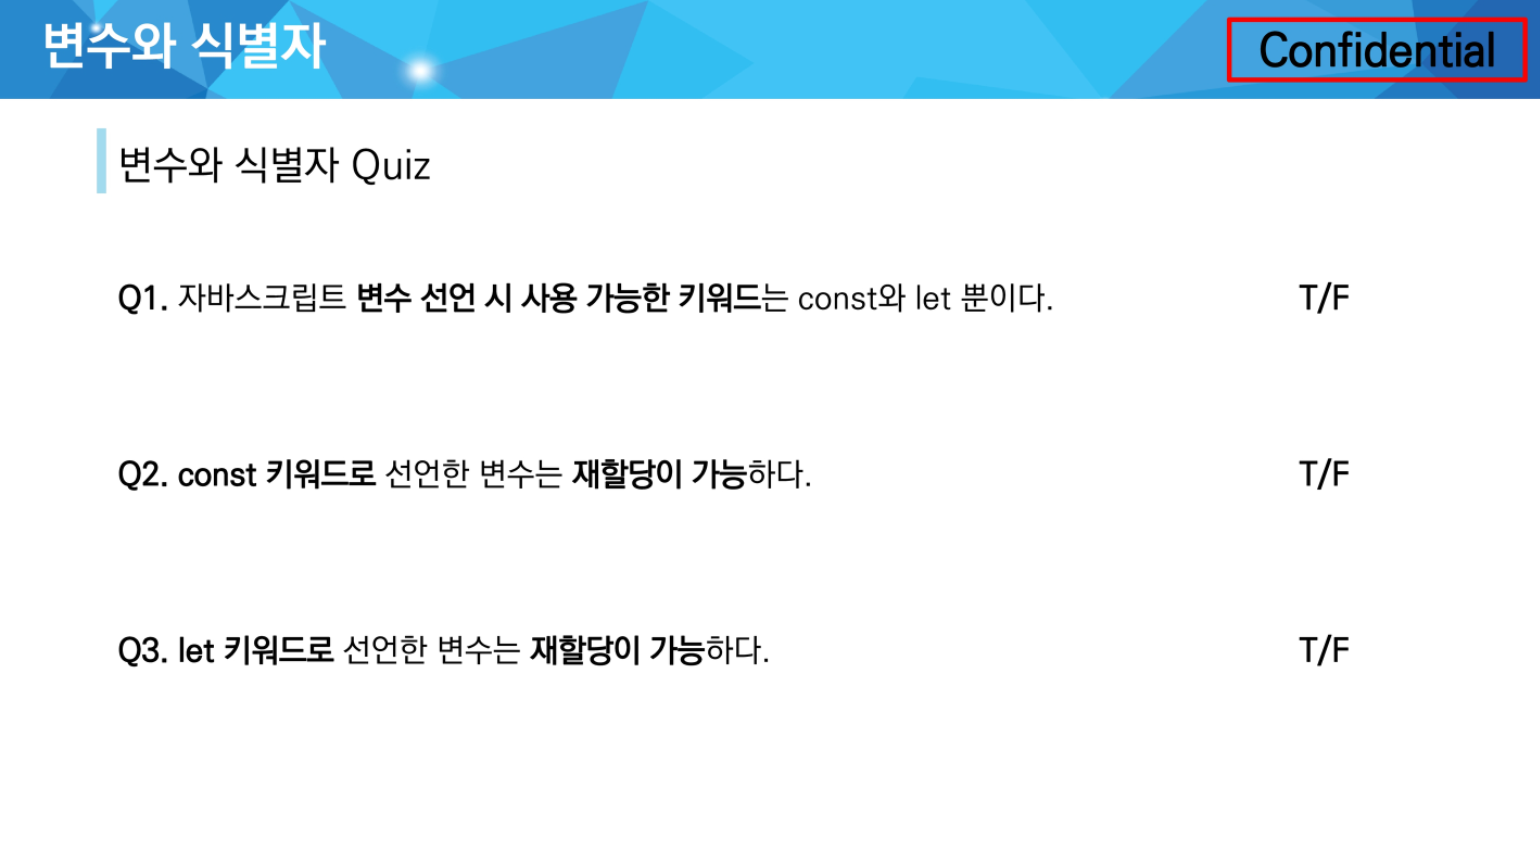 변수와 식별자
Confidential
변수와 식별자 Quiz
Q1. 자바스크립트 변수 선언 시 사용 가능한 키워드는 const와 let 뿐이다. T/F
Q2. const 키워드로 선언한 변수는 재할당이 가능하다. T/F
Q3. let 키워드로 선언한 변수는 재할당이 가능하다. T/F